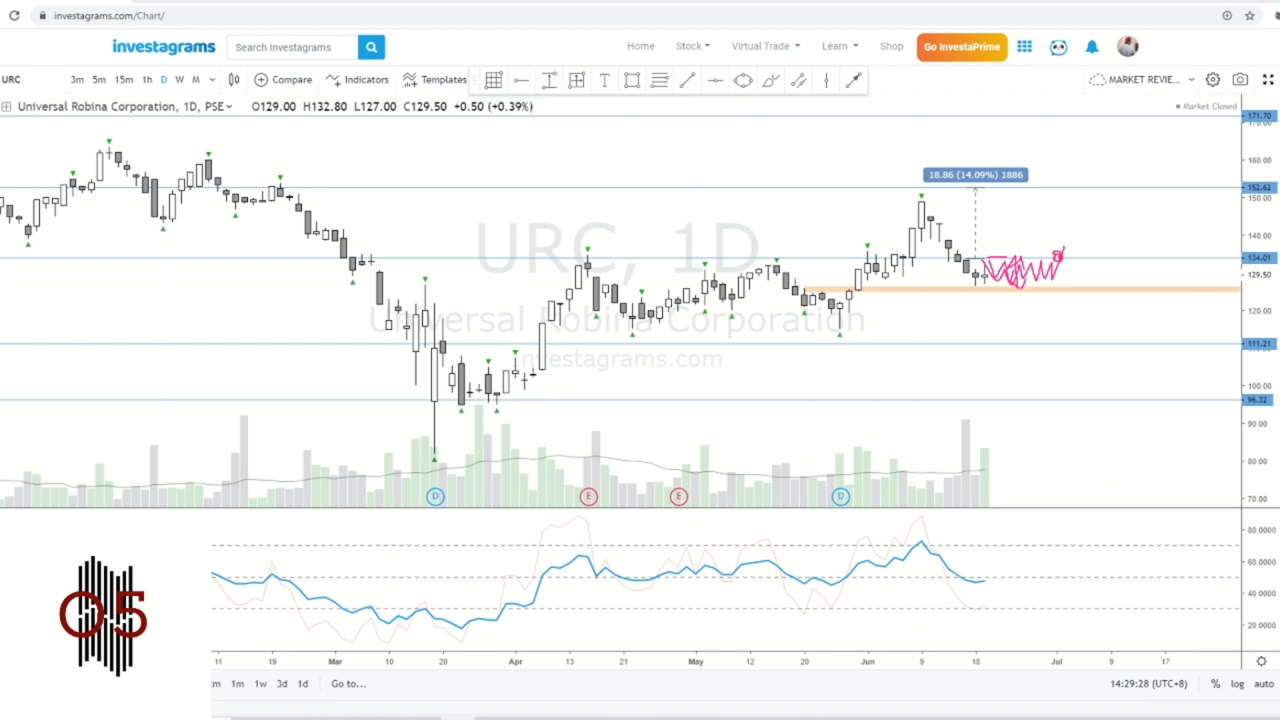 investagrams.com/Chart/
investagrams
Search Investagrams
Home Stock Virtual Trade Learn Shop Go InvestaPrime
URC 3m 5m 15m 1h D W M Compare Indicators Templates T MARKET REVIE...
Universal Robina Corporation, 1D, PSE O129.00 H132.80 L127.00 C129.50 +0.50 (+0.39%)
Market Closed
171.70
170.00
160.00
18.86 (14.09%) 1886
152.62
150.00
140.00
URC, 1D
134.01
129.50
120.00
Universal Robina Corporation
111.21
investagrams.com
100.00
96.32
90.00
80.00
70.00
D E E D
80.0000
60.0000
40.0000
20.0000
O5
11 19 Mar 10 20 Apr 13 21 May 12 20 Jun 9 18 Jul 9 17
1m 1w 3d 1d Go to... 14:29:28 (UTC+8) % log auto